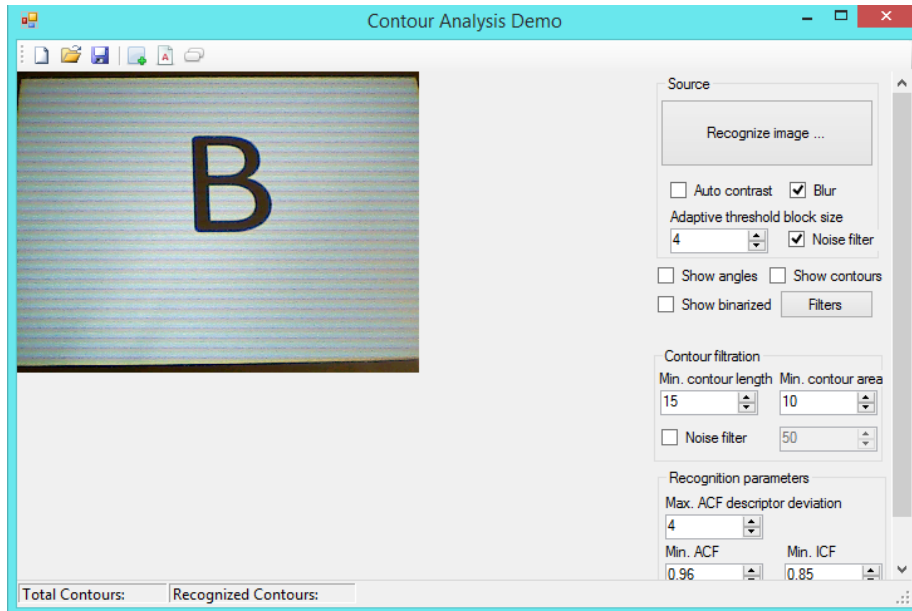 Contour Analysis Demo
A
B
Source
Recognize image ...
Auto contrast Blur
Adaptive threshold block size
4 Noise filter
Show angles Show contours
Show binarized Filters
Contour filtration
Min. contour length Min. contour area
15 10
Noise filter 50
Recognition parameters
Max. ACF descriptor deviation
4
Min. ACF Min. ICF
0.96 0.85
Total Contours: Recognized Contours: